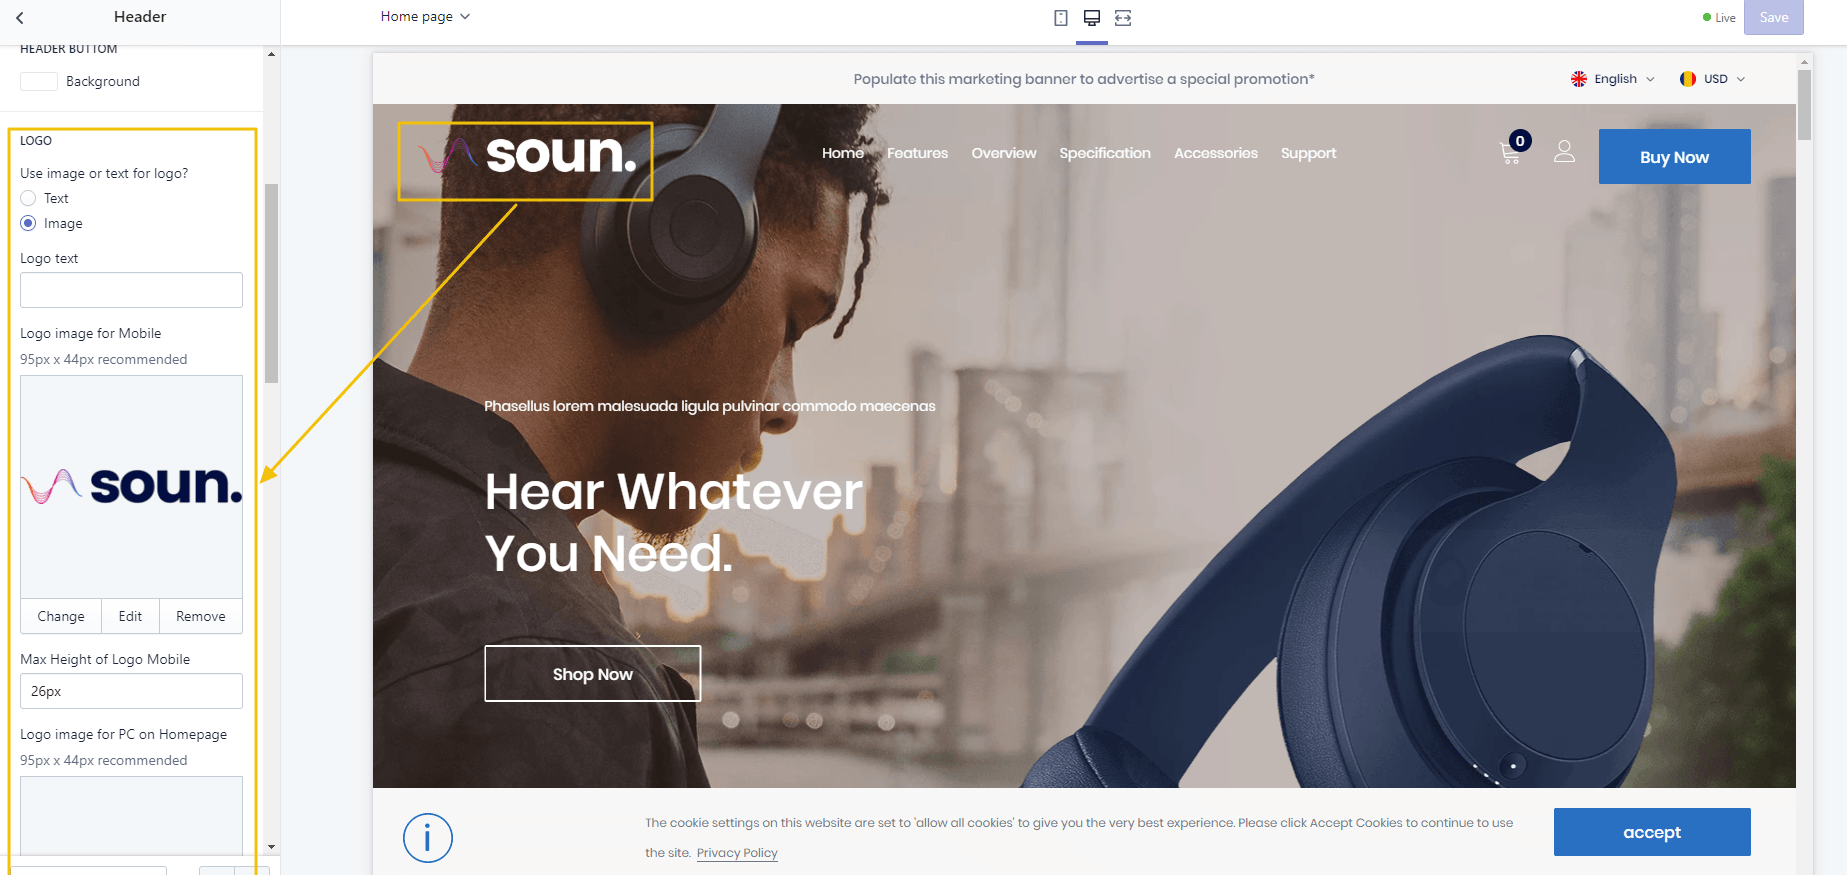 Header
Home page
Live
Save
HEADER BUTTOM
Background
LOGO
Use image or text for logo?
Text
Image
Logo text
Logo image for Mobile
95px x 44px recommended
soun.
Change
Edit
Remove
Max Height of Logo Mobile
26px
Logo image for PC on Homepage
95px x 44px recommended
Populate this marketing banner to advertise a special promotion*
English
USD
soun.
Home
Features
Overview
Specification
Accessories
Support
0
Buy Now
Phasellus lorem malesuada ligula pulvinar commodo maecenas
Hear Whatever
You Need.
Shop Now
i
The cookie settings on this website are set to 'allow all cookies' to give you the very best experience. Please click Accept Cookies to continue to use
the site. Privacy Policy
accept